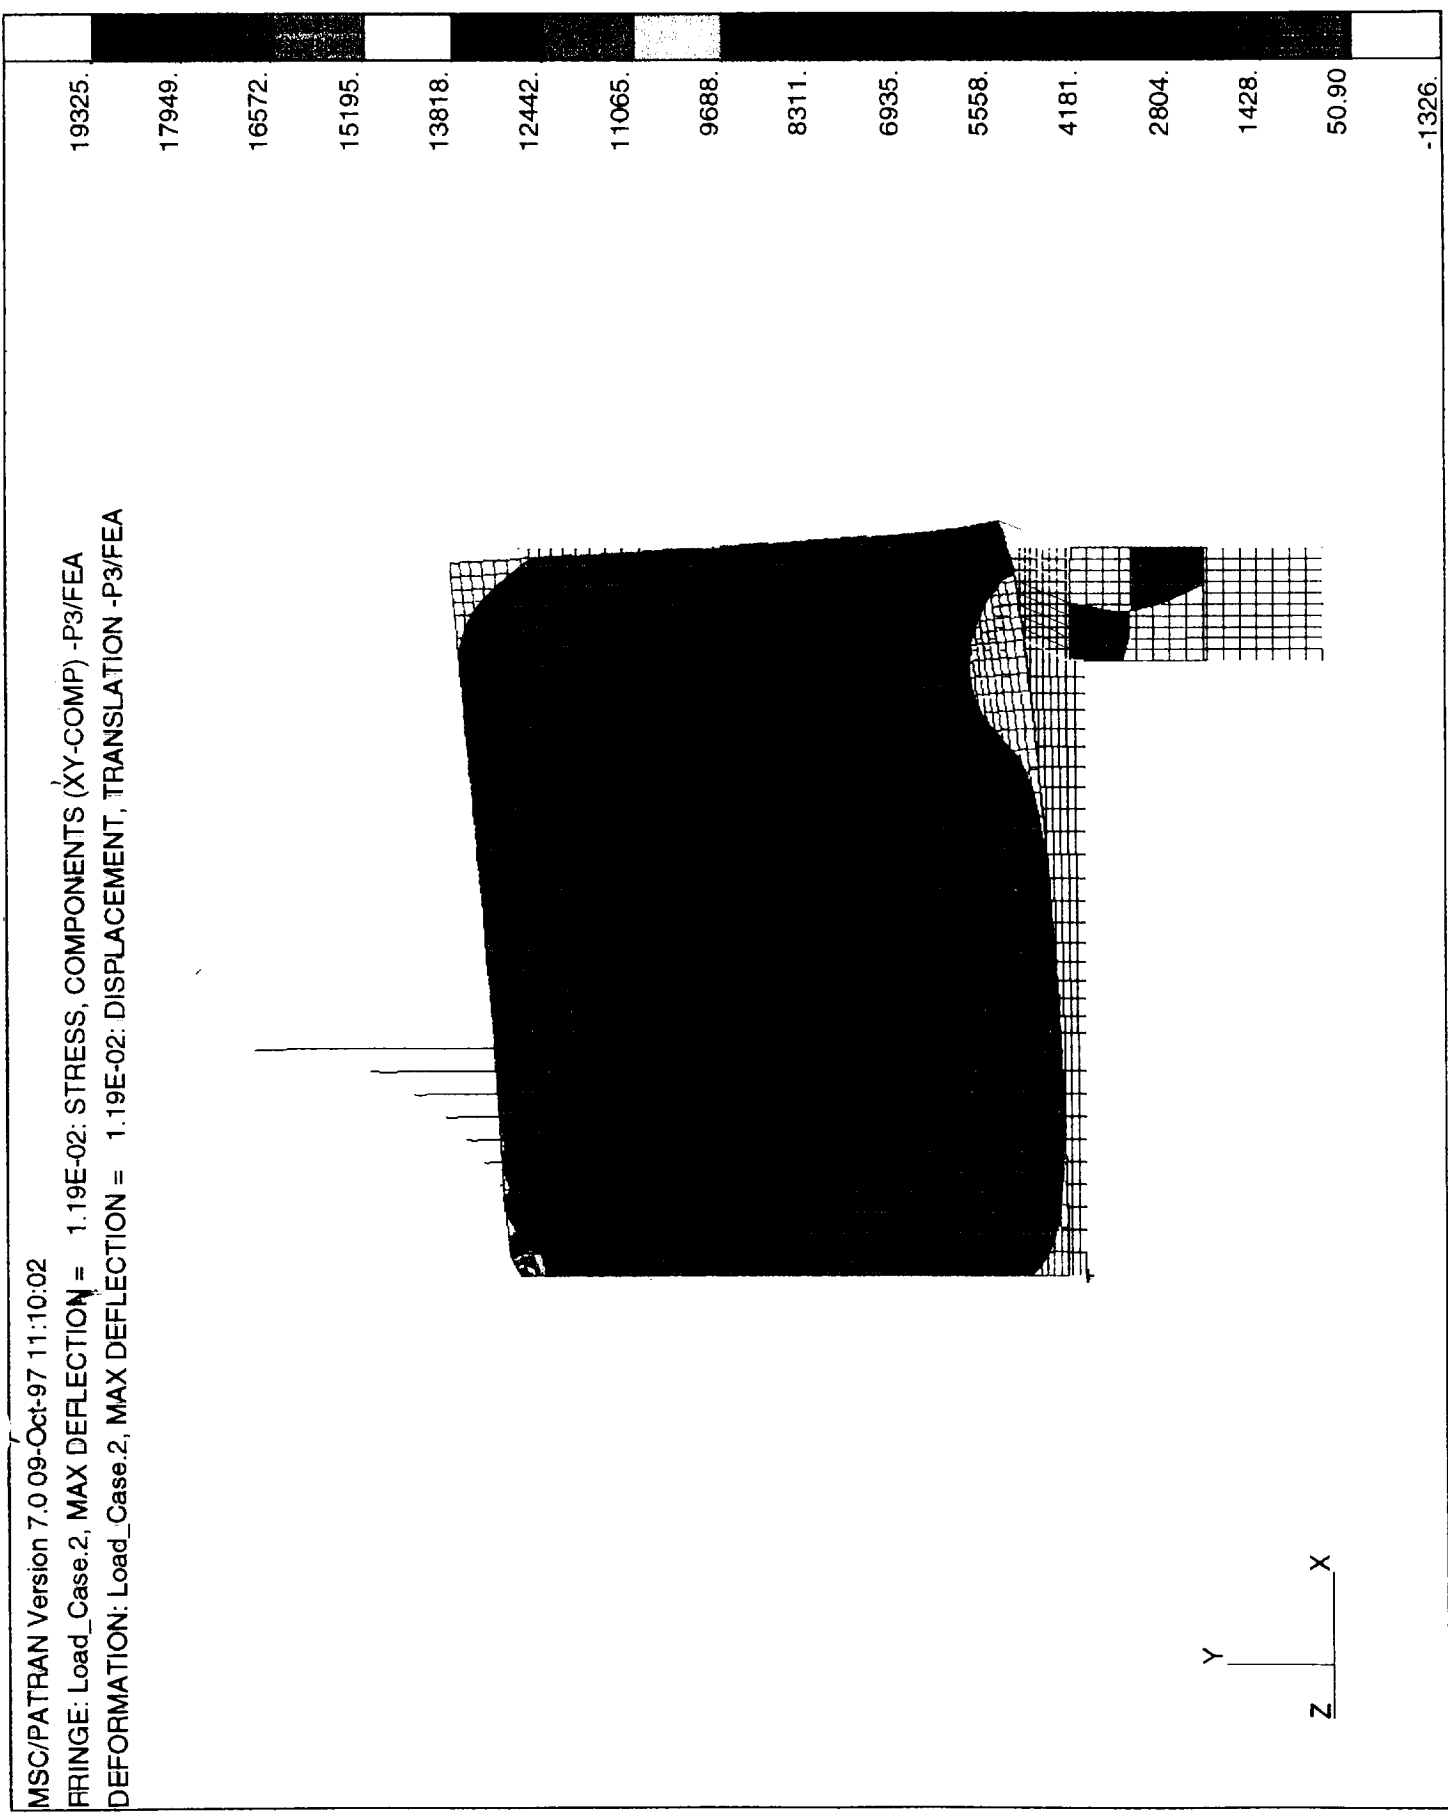 MSC/PATRAN Version 7.0 09-Oct-97 11:10:02
FRINGE: Load_Case.2, MAX DEFLECTION = 1.19E-02: STRESS, COMPONENTS (XY-COMP) -P3/FEA
DEFORMATION: Load_Case.2, MAX DEFLECTION = 1.19E-02: DISPLACEMENT, TRANSLATION -P3/FEA
19325.
17949.
16572.
15195.
13818.
12442.
11065.
9688.
8311.
6935.
5558.
4181.
2804.
1428.
50.90
-1326.
Y
Z
X